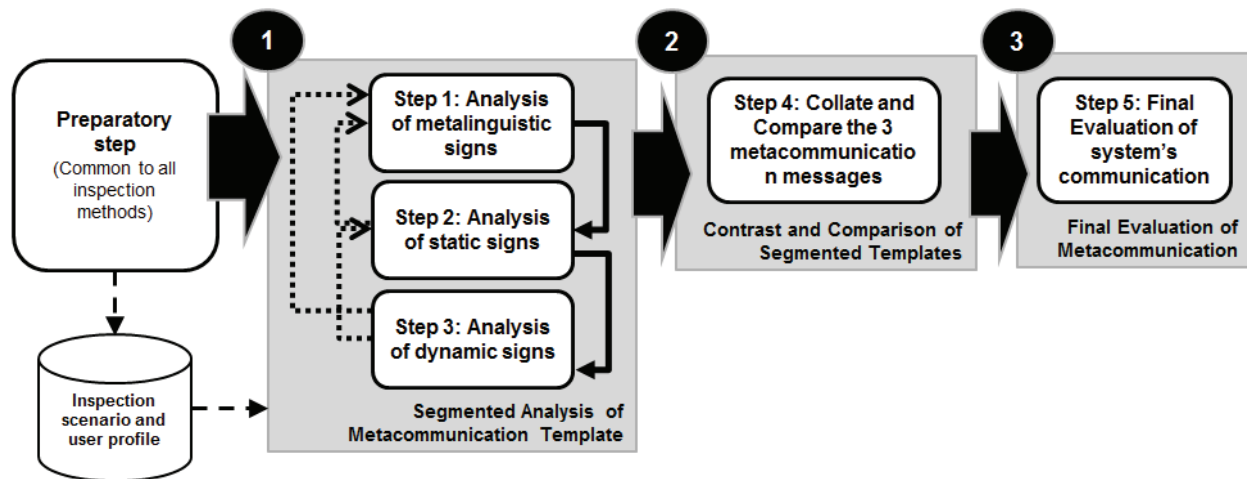 1
2
3
Preparatory
step
(Common to all
inspection
methods)
Inspection
scenario and
user profile
Step 1: Analysis
of metalinguistic
signs
Step 2: Analysis
of static signs
Step 3: Analysis
of dynamic signs
Segmented Analysis of
Metacommunication Template
Step 4: Collate and
Compare the 3
metacommunicatio
n messages
Contrast and Comparison of
Segmented Templates
Step 5: Final
Evaluation of
system’s
communication
Final Evaluation of
Metacommunication